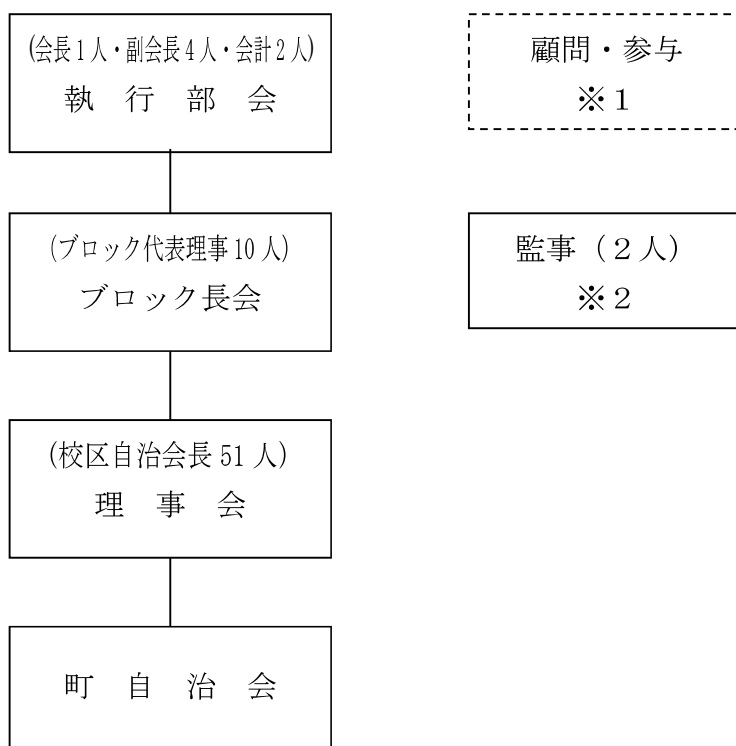 (会長1人・副会長4人・会計2人)
執行部会
顧問・参与
※1
(ブロック代表理事10人)
ブロック長会
監事（2人）
※2
(校区自治会長51人)
理事会
町自治会